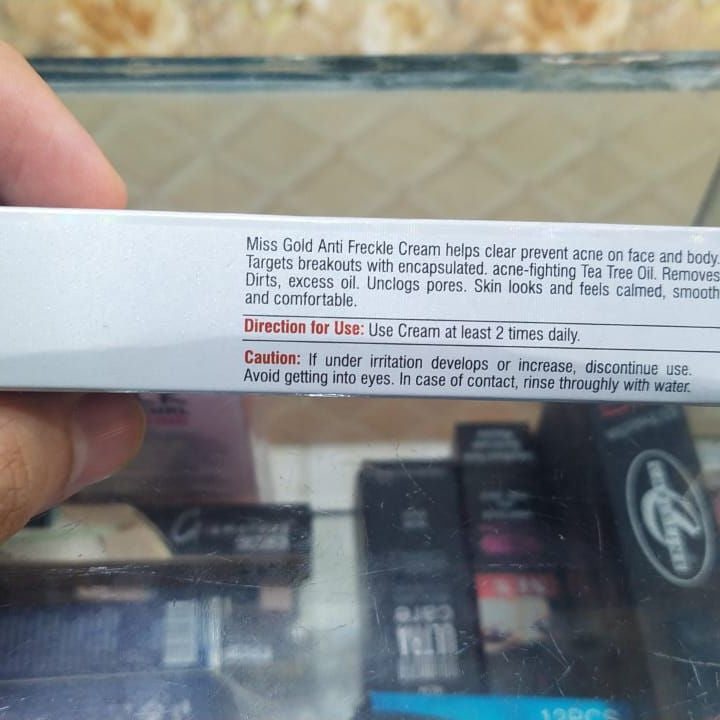 Miss Gold Anti Freckle Cream helps clear prevent acne on face and body.
Targets breakouts with encapsulated. acne-fighting Tea Tree Oil. Removes
Dirts, excess oil. Unclogs pores. Skin looks and feels calmed, smooth
and comfortable.
Direction for Use: Use Cream at least 2 times daily.
Caution: If under irritation develops or increase, discontinue use.
Avoid getting into eyes. In case of contact, rinse throughly with water.
12PCS